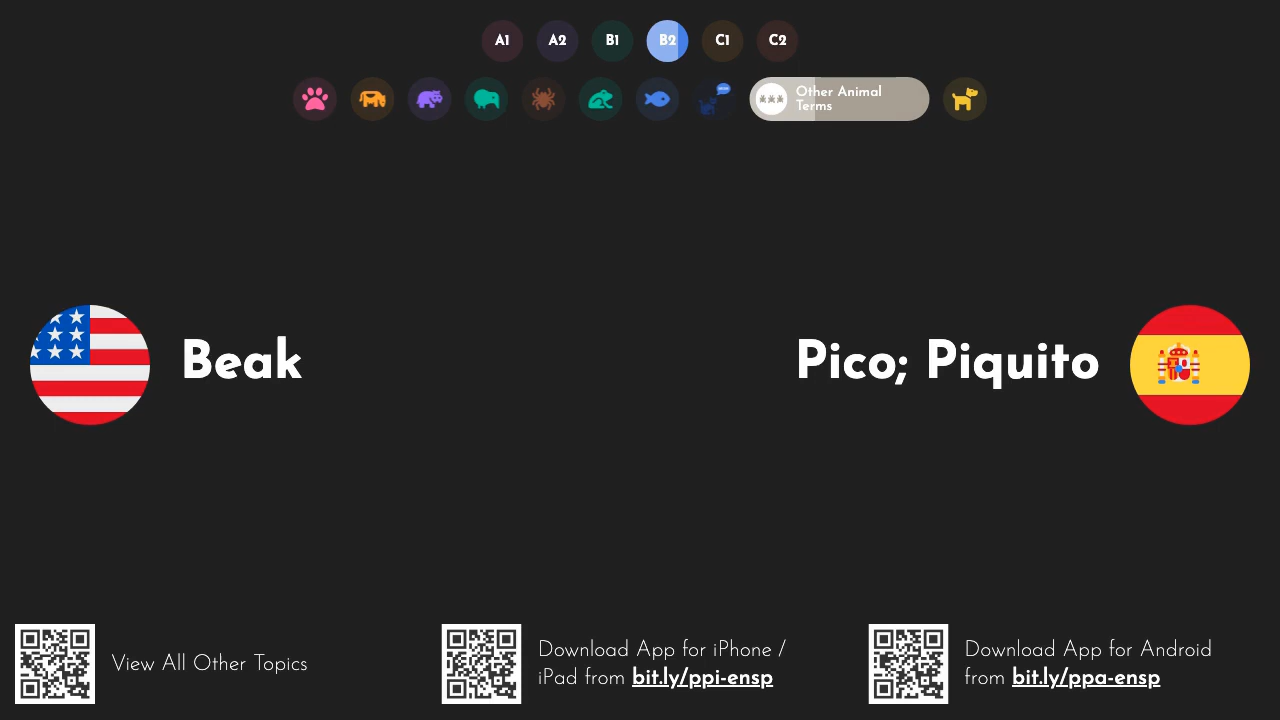 A1 A2 B1 B2 C1 C2
Other Animal
Terms
Beak
Pico; Piquito
View All Other Topics
Download App for iPhone /
iPad from bit.ly/ppi-ensp
Download App for Android
from bit.ly/ppa-ensp